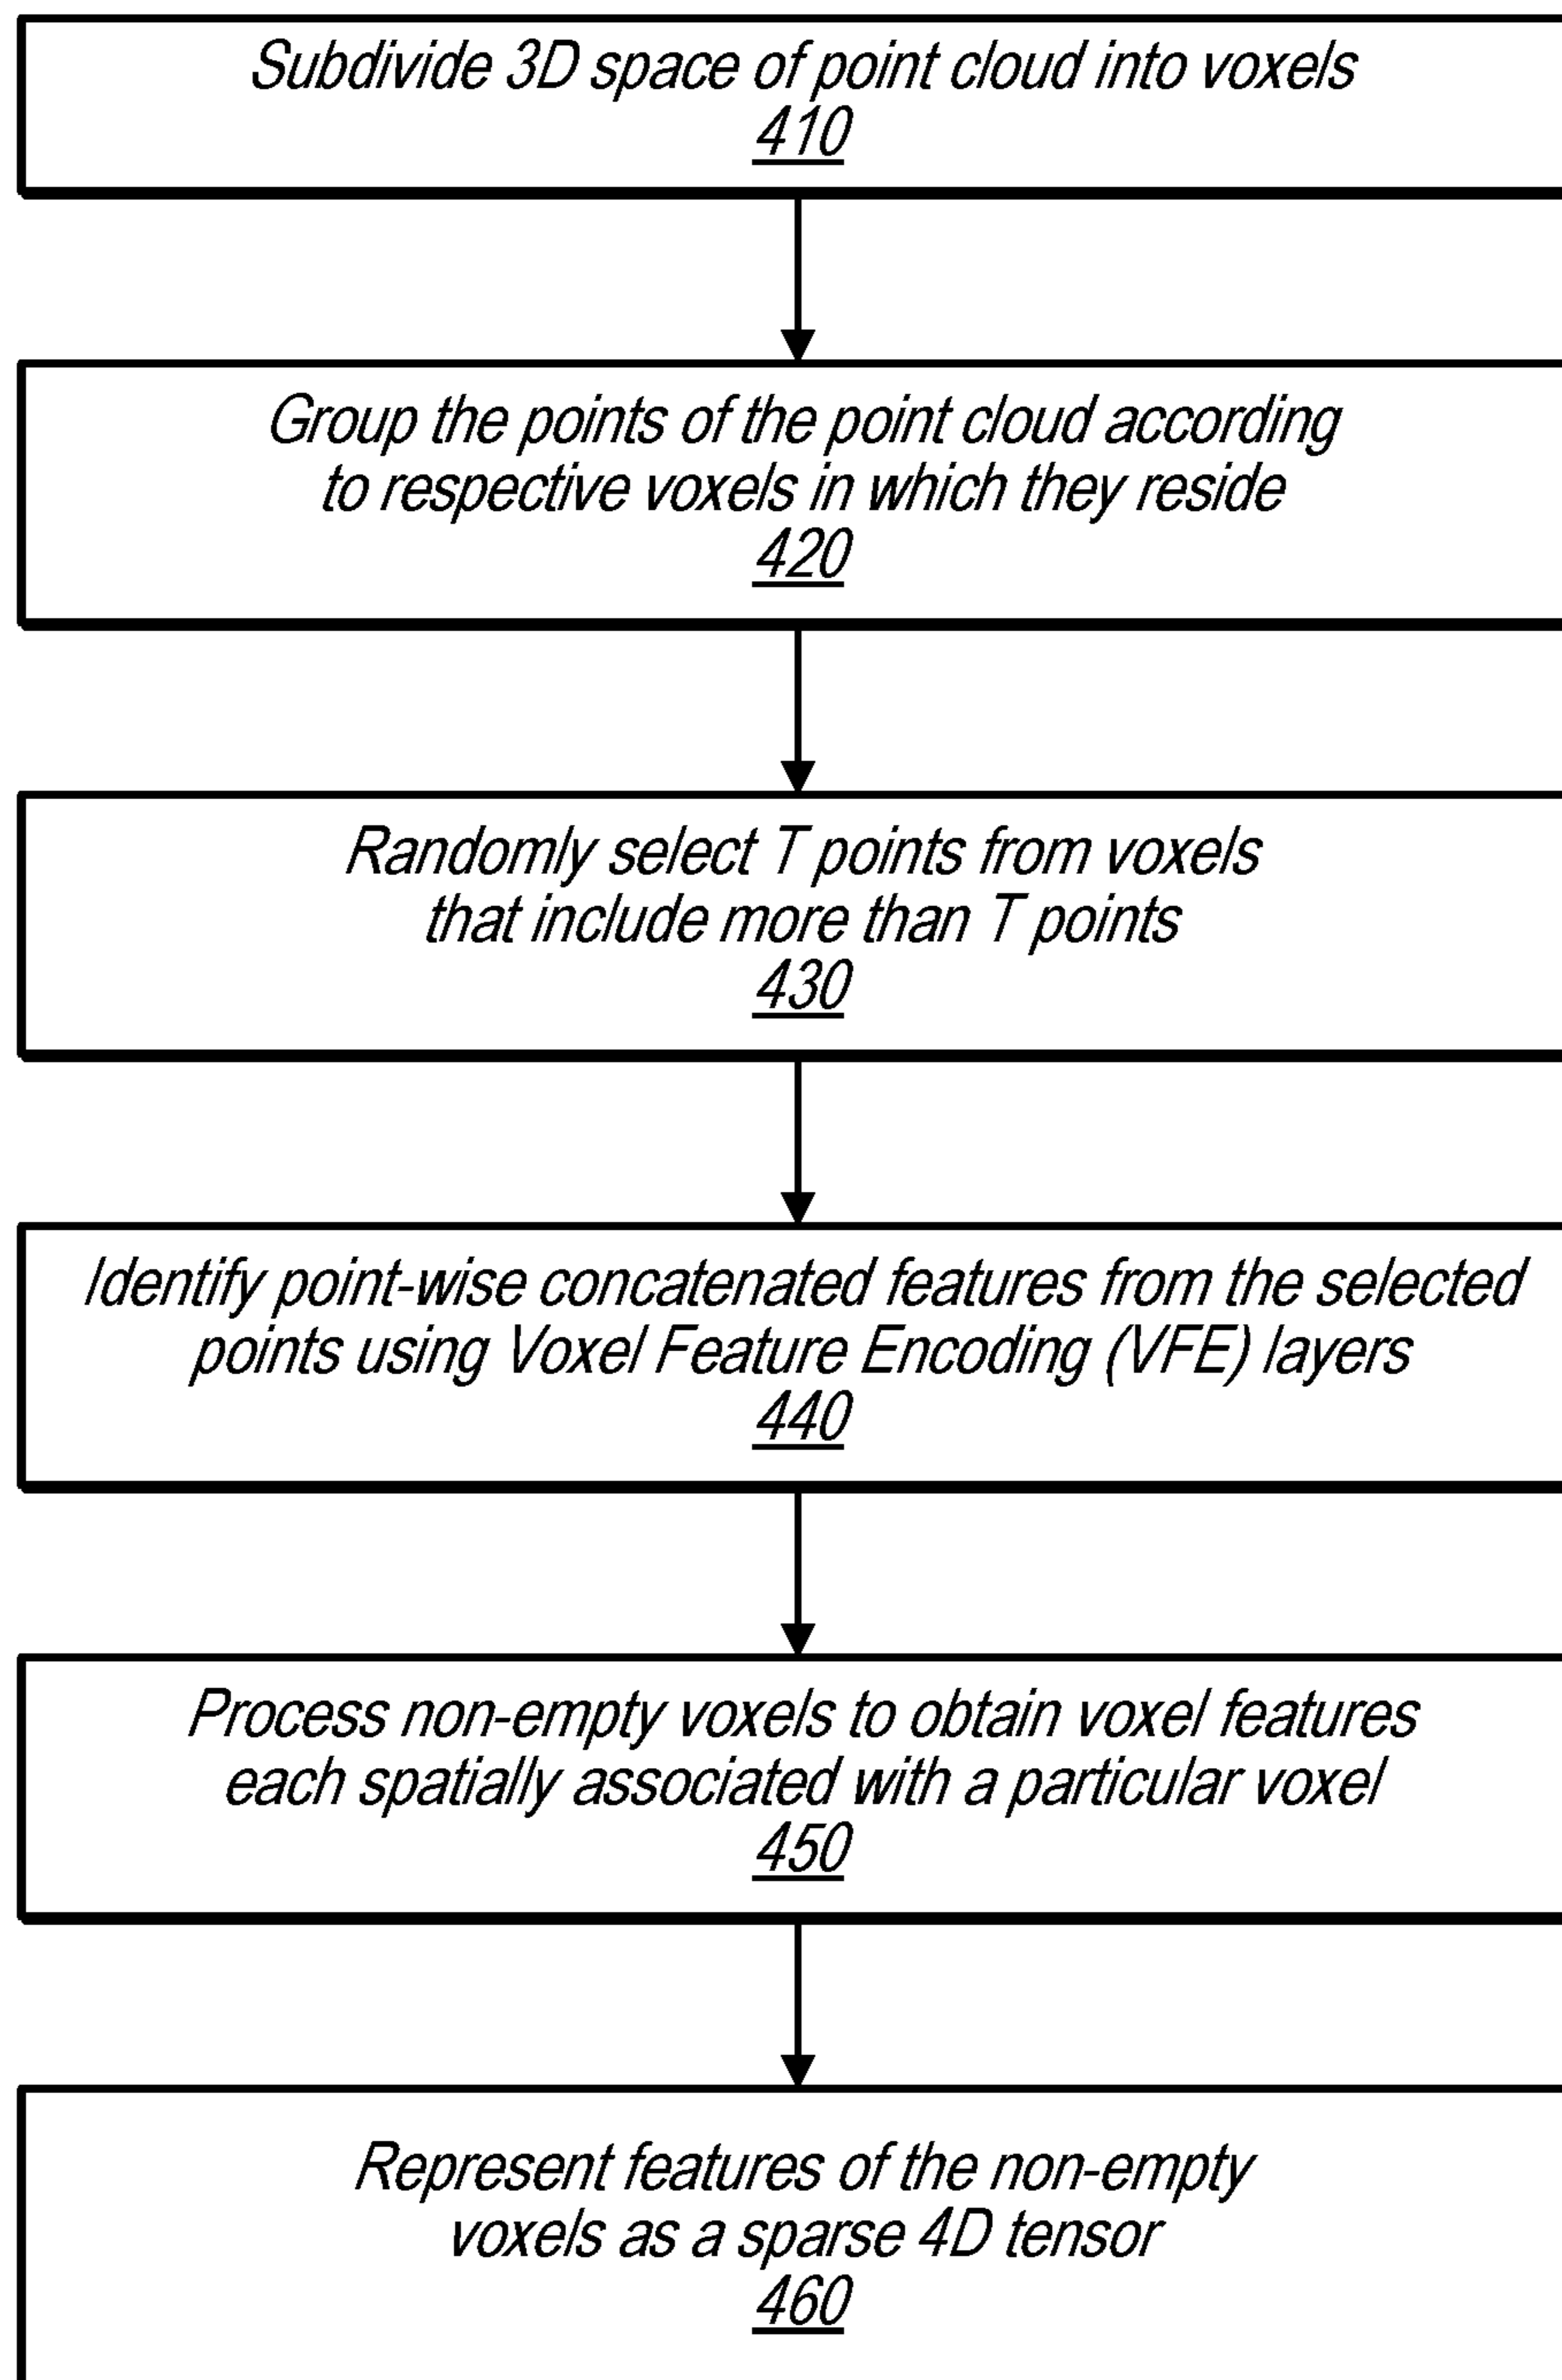 Subdivide 3D space of point cloud into voxels
410
Group the points of the point cloud according
to respective voxels in which they reside
420
Randomly select T points from voxels
that include more than T points
430
Identify point-wise concatenated features from the selected
points using Voxel Feature Encoding (VFE) layers
440
Process non-empty voxels to obtain voxel features
each spatially associated with a particular voxel
450
Represent features of the non-empty
voxels as a sparse 4D tensor
460